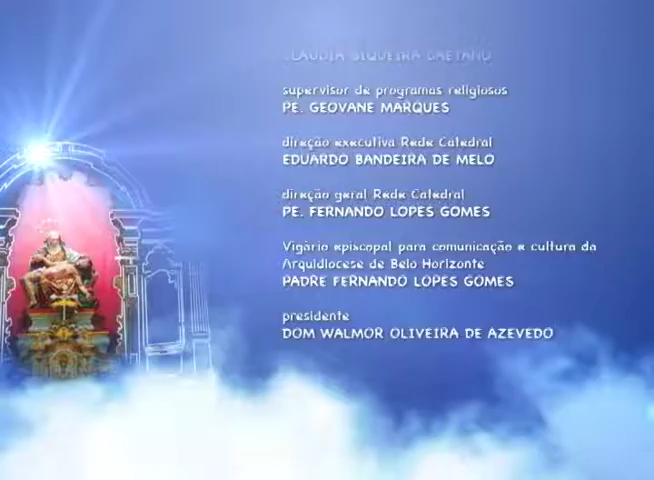 CLAUDIA SIQUEIRA CAETANO
supervisor de programas religiosos
PE. GEOVANE MARQUES
direção executiva Rede Catedral
EDUARDO BANDEIRA DE MELO
direção geral Rede Catedral
PE. FERNANDO LOPES GOMES
Vigário episcopal para comunicação e cultura da
Arquidiocese de Belo Horizonte
PADRE FERNANDO LOPES GOMES
presidente
DOM WALMOR OLIVEIRA DE AZEVEDO